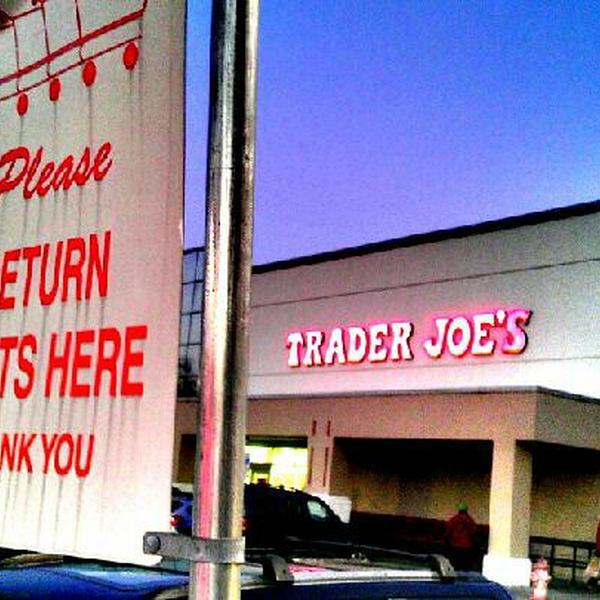 Please
ETURN
TS HERE
NK YOU
TRADER JOE'S